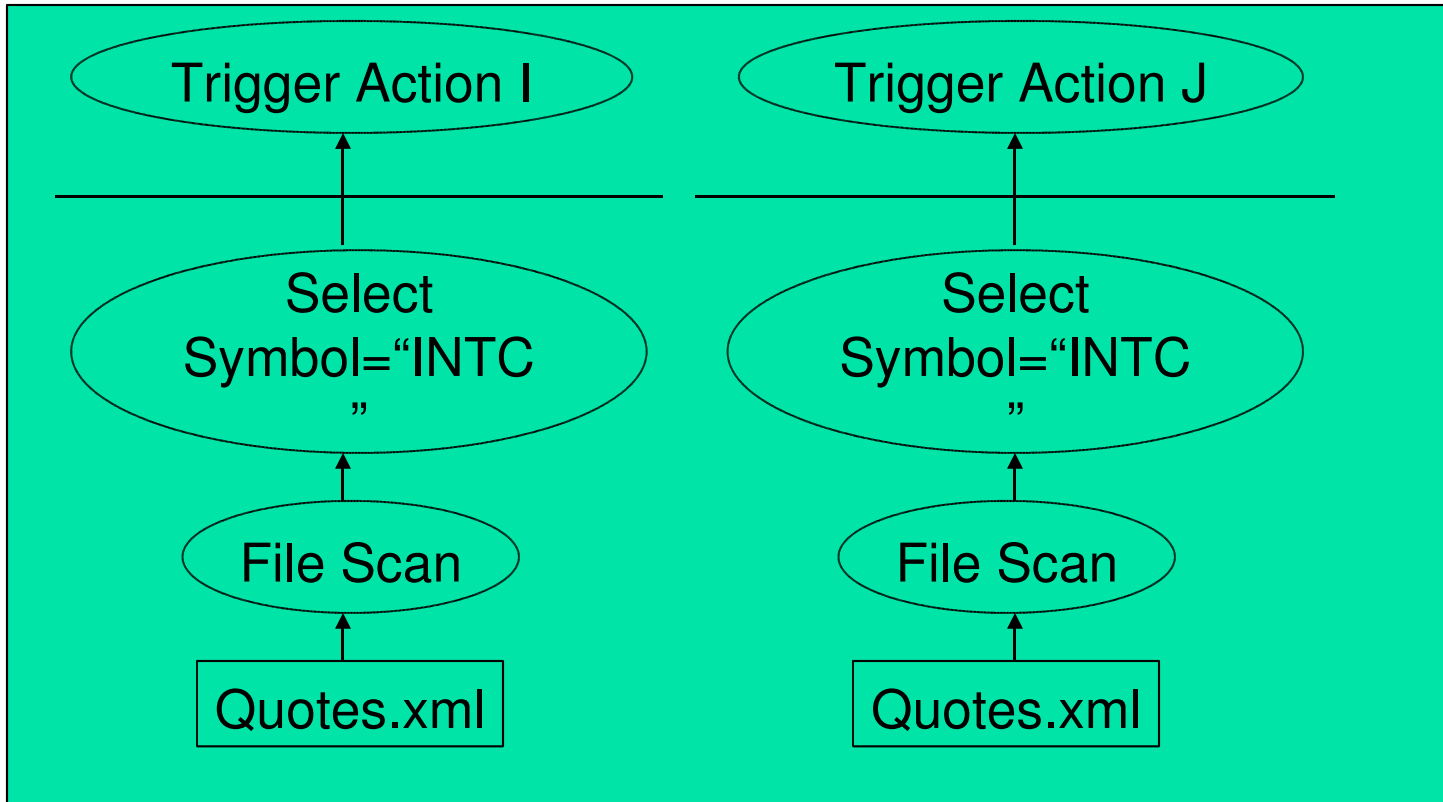 Trigger Action I
Trigger Action J
Select
Symbol=“INTC
”
Select
Symbol=“INTC
”
File Scan
File Scan
Quotes.xml
Quotes.xml